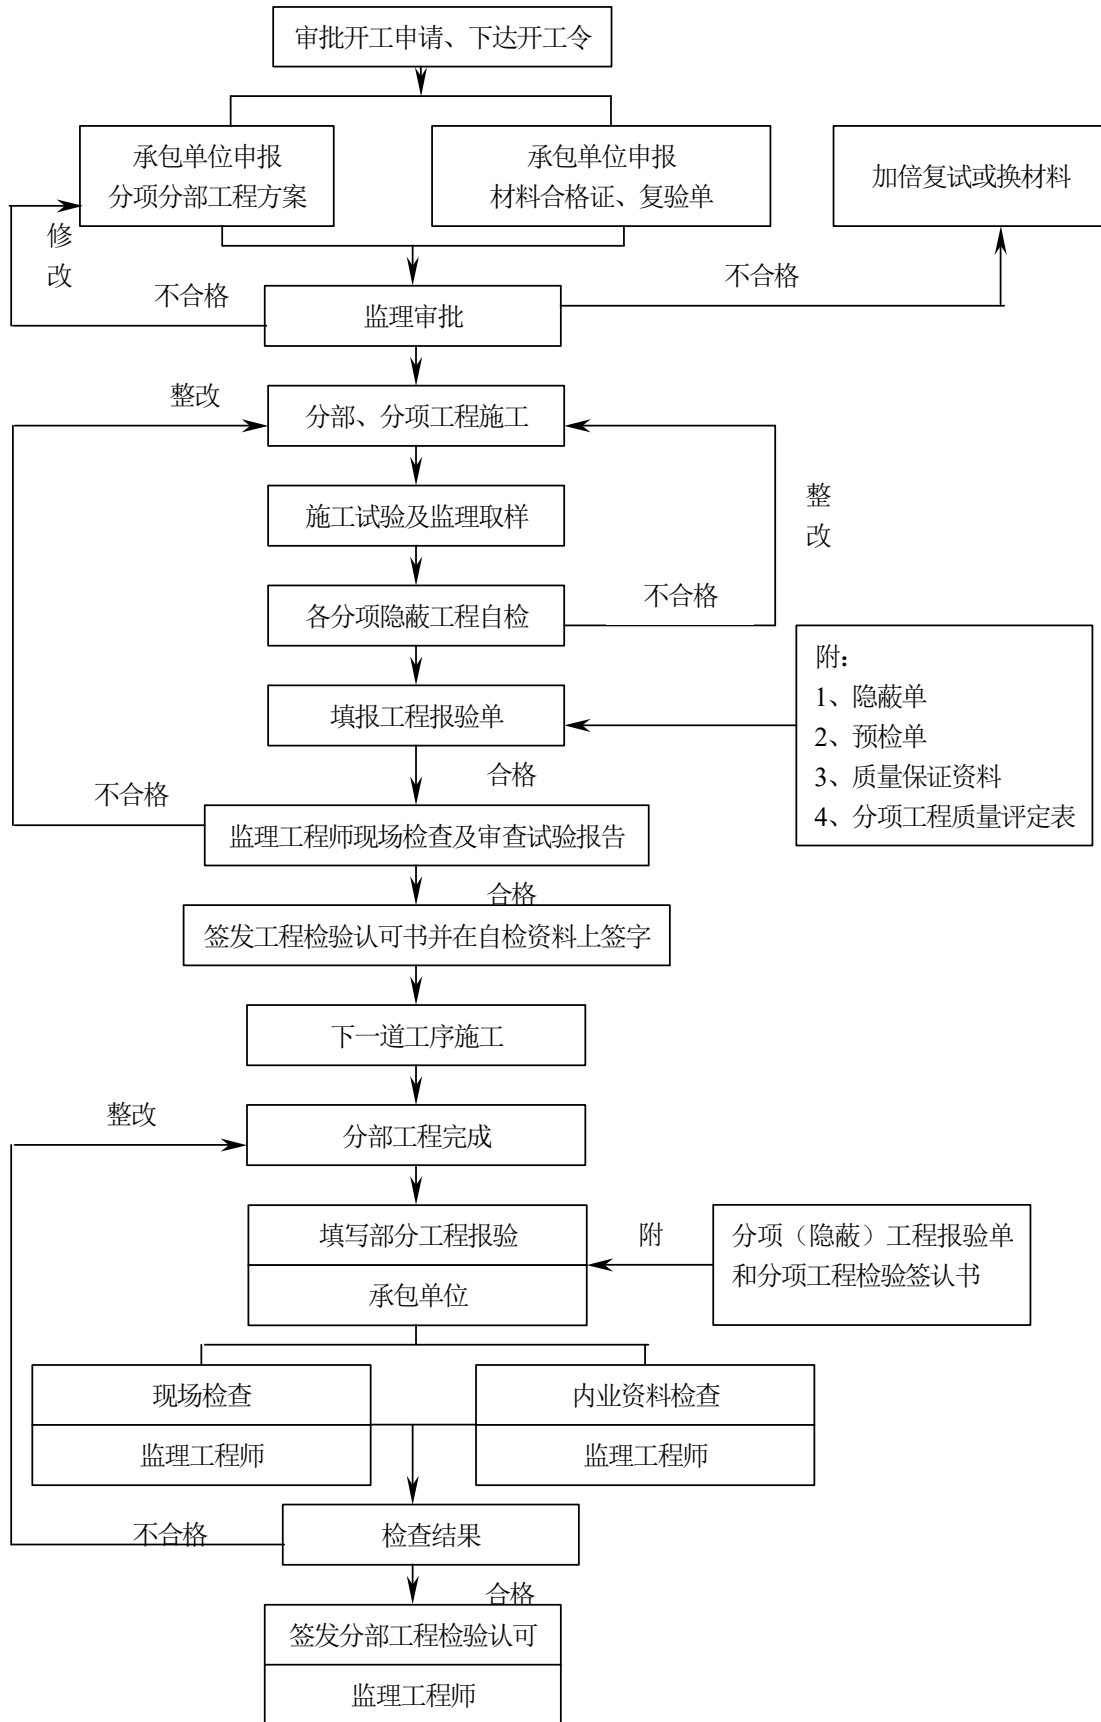 审批开工申请、下达开工令
承包单位申报
分项分部工程方案
承包单位申报
材料合格证、复验单
加倍复试或换材料
修
改
不合格
不合格
监理审批
整改
分部、分项工程施工
整
改
施工试验及监理取样
不合格
各分项隐蔽工程自检
附：
1、隐蔽单
2、预检单
3、质量保证资料
4、分项工程质量评定表
填报工程报验单
合格
不合格
监理工程师现场检查及审查试验报告
合格
签发工程检验认可书并在自检资料上签字
下一道工序施工
整改
分部工程完成
填写部分工程报验
承包单位
附
分项（隐蔽）工程报验单
和分项工程检验签认书
现场检查
监理工程师
内业资料检查
监理工程师
不合格
检查结果
合格
签发分部工程检验认可
监理工程师